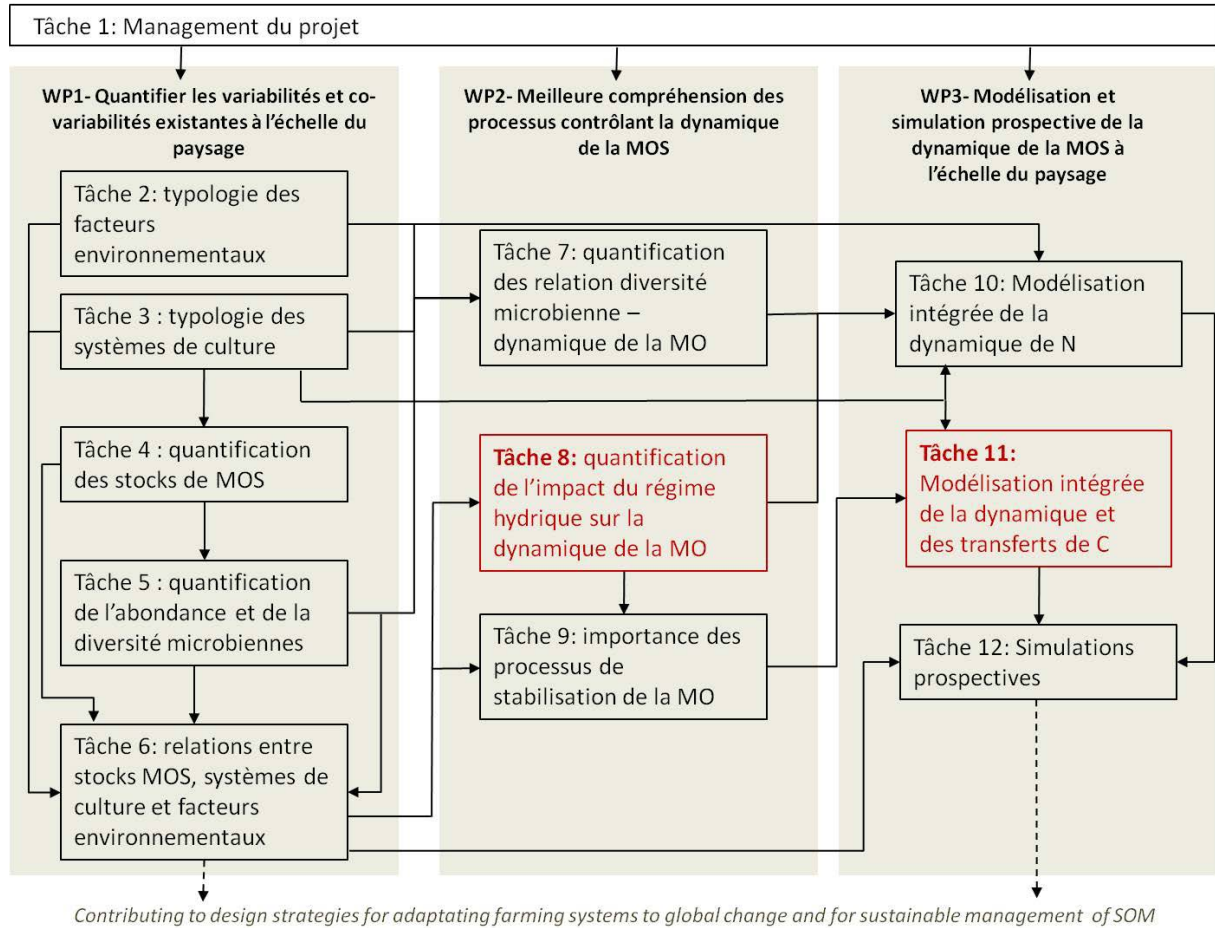 Tâche 1: Management du projet
WP1- Quantifier les variabilités et co-
variabilités existantes à l'échelle du
paysage
Tâche 2: typologie des
facteurs
environnementaux
Tâche 3 : typologie des
systèmes de culture
Tâche 4 : quantification
des stocks de MOS
Tâche 5 : quantification
de l'abondance et de la
diversité microbiennes
Tâche 6: relations entre
stocks MOS, systèmes de
culture et facteurs
environnementaux
WP2- Meilleure compréhension des
processus contrôlant la dynamique
de la MOS
Tâche 7: quantification
des relation diversité
microbienne –
dynamique de la MO
Tâche 8: quantification
de l'impact du régime
hydrique sur la
dynamique de la MO
Tâche 9: importance des
processus de
stabilisation de la MO
WP3- Modélisation et
simulation prospective de la
dynamique de la MOS à
l'échelle du paysage
Tâche 10: Modélisation
intégrée de la
dynamique de N
Tâche 11:
Modélisation intégrée
de la dynamique et
des transferts de C
Tâche 12: Simulations
prospectives
Contributing to design strategies for adaptating farming systems to global change and for sustainable management of SOM